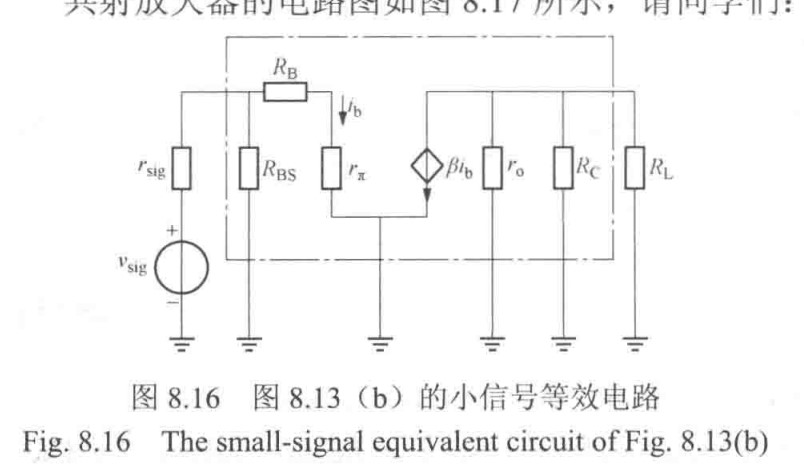 共射放大器的电路图如图 8.17 所示，请同学们：
R_B
i_b
r_sig
R_BS
r_π
βi_b
r_o
R_C
R_L
+
v_sig
−
图 8.16 图 8.13（b）的小信号等效电路
Fig. 8.16 The small-signal equivalent circuit of Fig. 8.13(b)